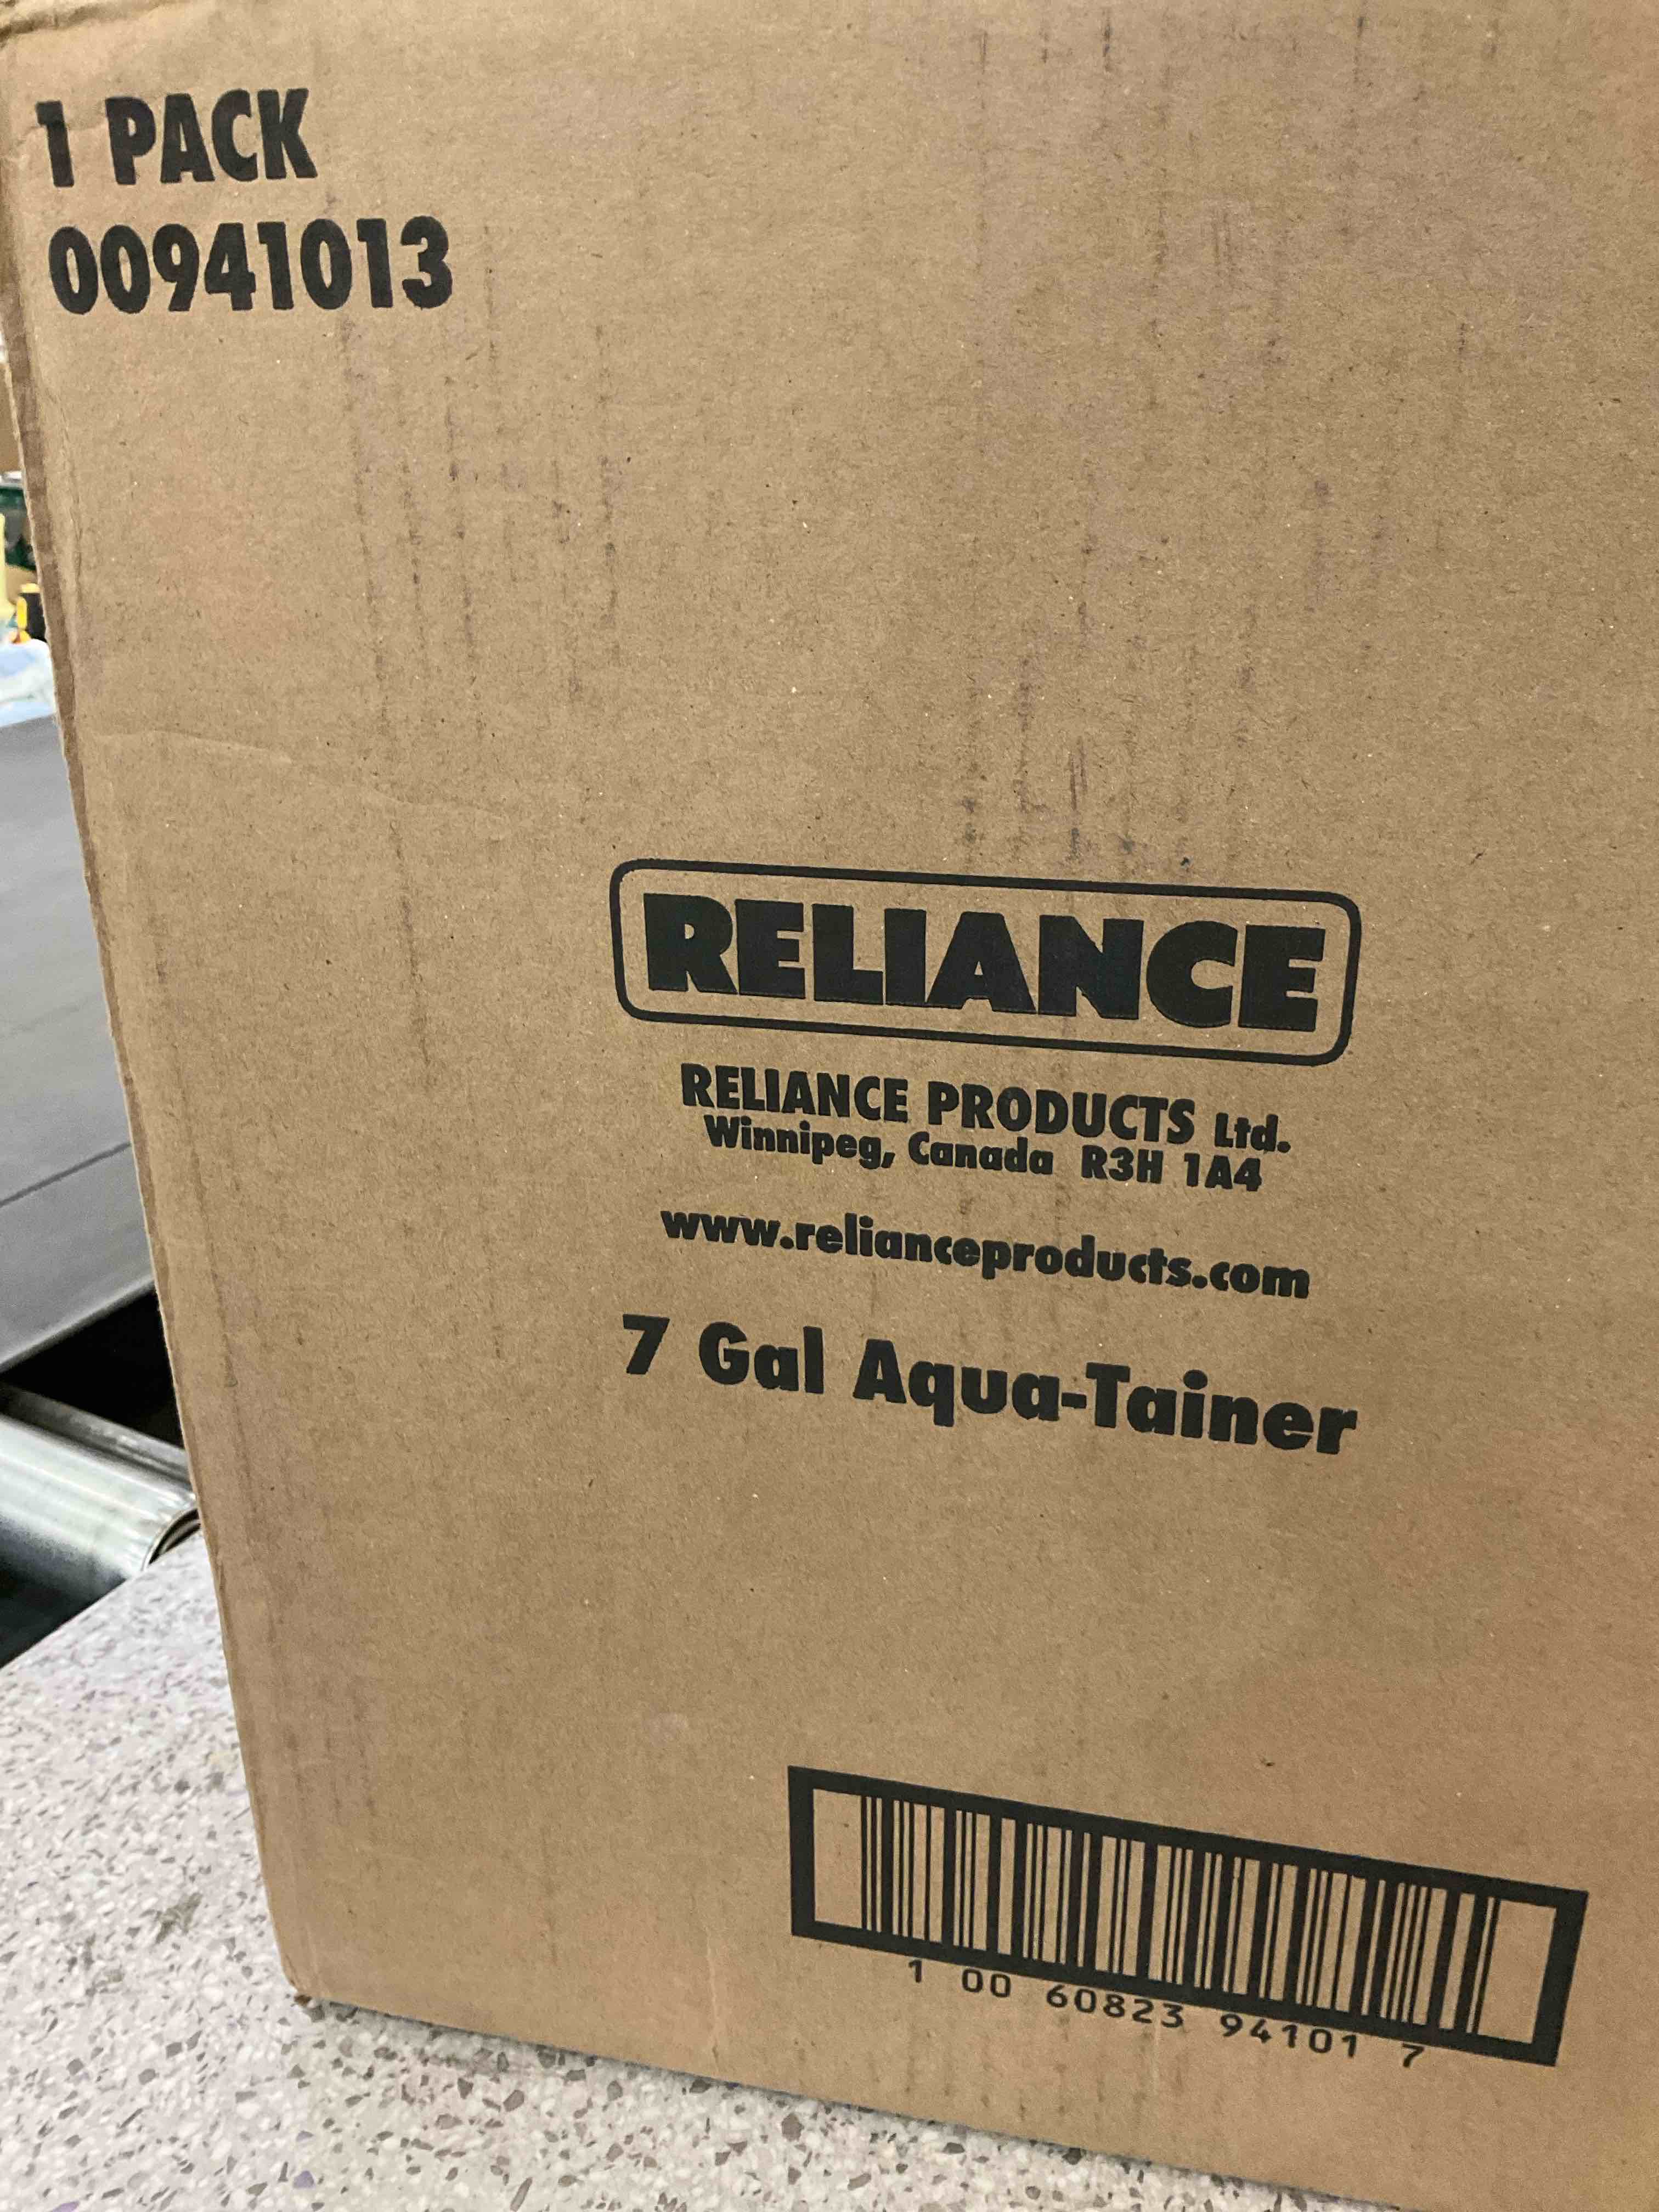 1 PACK
00941013
RELIANCE
RELIANCE PRODUCTS Ltd.
Winnipeg, Canada R3H 1A4
www.relianceproducts.com
7 Gal Aqua-Tainer
1 00 60823 94101 7